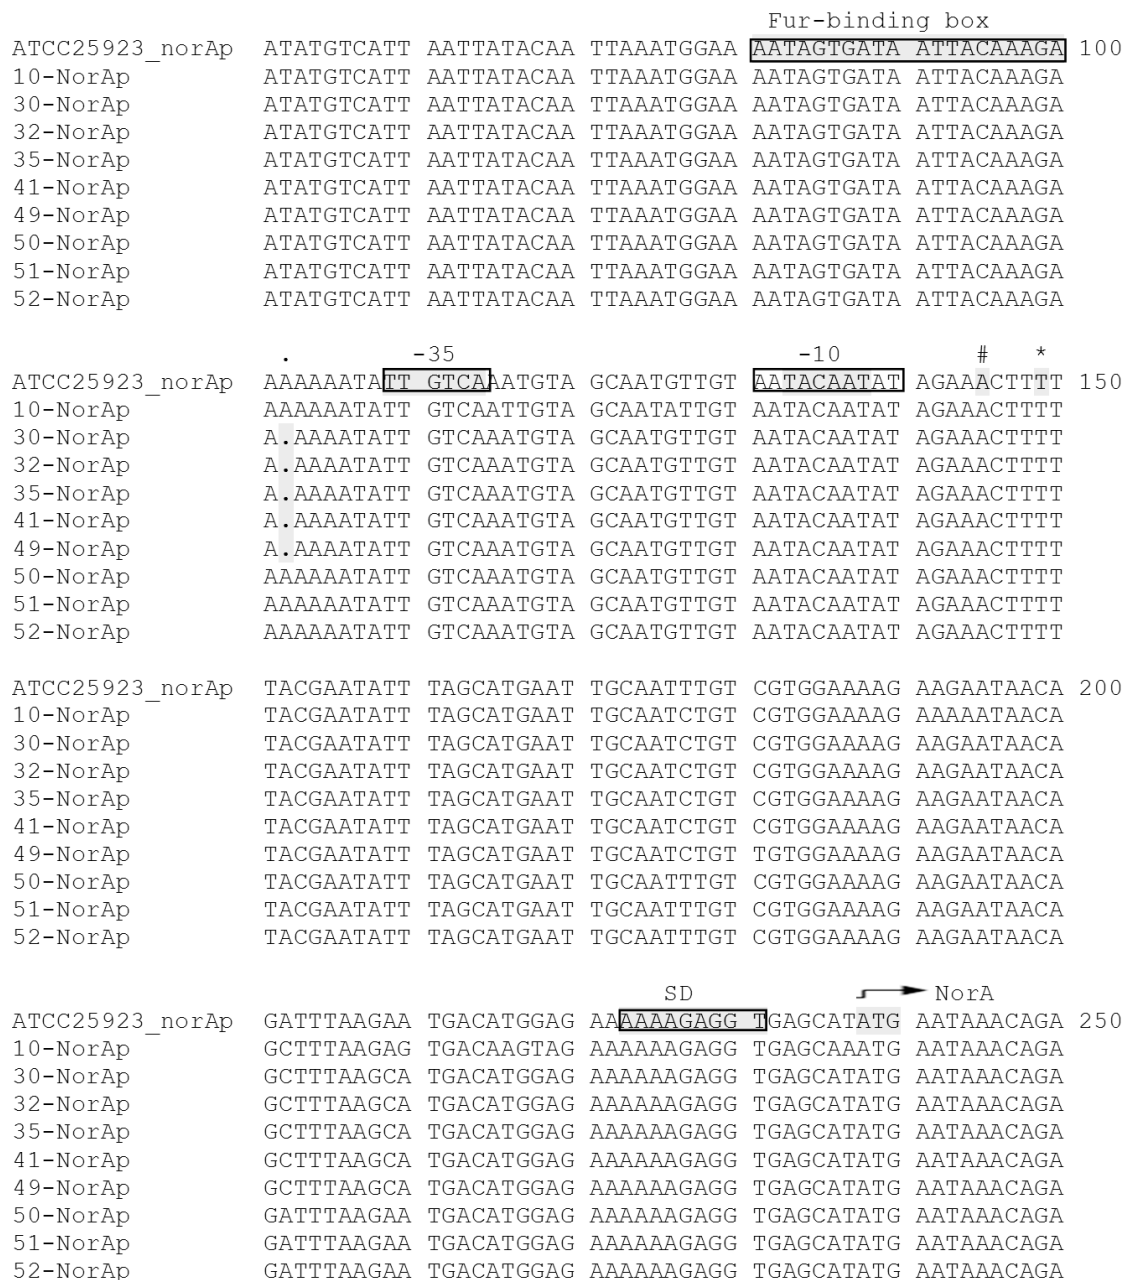 Fur-binding box
ATCC25923_norAp ATATGTCATT AATTATACAA TTAAATGGAA AATAGTGATA ATTACAAAGA 100
10-NorAp ATATGTCATT AATTATACAA TTAAATGGAA AATAGTGATA ATTACAAAGA
30-NorAp ATATGTCATT AATTATACAA TTAAATGGAA AATAGTGATA ATTACAAAGA
32-NorAp ATATGTCATT AATTATACAA TTAAATGGAA AATAGTGATA ATTACAAAGA
35-NorAp ATATGTCATT AATTATACAA TTAAATGGAA AATAGTGATA ATTACAAAGA
41-NorAp ATATGTCATT AATTATACAA TTAAATGGAA AATAGTGATA ATTACAAAGA
49-NorAp ATATGTCATT AATTATACAA TTAAATGGAA AATAGTGATA ATTACAAAGA
50-NorAp ATATGTCATT AATTATACAA TTAAATGGAA AATAGTGATA ATTACAAAGA
51-NorAp ATATGTCATT AATTATACAA TTAAATGGAA AATAGTGATA ATTACAAAGA
52-NorAp ATATGTCATT AATTATACAA TTAAATGGAA AATAGTGATA ATTACAAAGA
. -35 -10 # *
ATCC25923_norAp AAAAAATATT GTCAAATGTA GCAATGTTGT AATACAATAT AGAAACTTTT 150
10-NorAp AAAAAATATT GTCAATTGTA GCAATATTGT AATACAATAT AGAAACTTTT
30-NorAp A.AAAATATT GTCAAATGTA GCAATGTTGT AATACAATAT AGAAACTTTT
32-NorAp A.AAAATATT GTCAAATGTA GCAATGTTGT AATACAATAT AGAAACTTTT
35-NorAp A.AAAATATT GTCAAATGTA GCAATGTTGT AATACAATAT AGAAACTTTT
41-NorAp A.AAAATATT GTCAAATGTA GCAATGTTGT AATACAATAT AGAAACTTTT
49-NorAp A.AAAATATT GTCAAATGTA GCAATGTTGT AATACAATAT AGAAACTTTT
50-NorAp AAAAAATATT GTCAAATGTA GCAATGTTGT AATACAATAT AGAAACTTTT
51-NorAp AAAAAATATT GTCAAATGTA GCAATGTTGT AATACAATAT AGAAACTTTT
52-NorAp AAAAAATATT GTCAAATGTA GCAATGTTGT AATACAATAT AGAAACTTTT
ATCC25923_norAp TACGAATATT TAGCATGAAT TGCAATTTGT CGTGGAAAAG AAGAATAACA 200
10-NorAp TACGAATATT TAGCATGAAT TGCAATCTGT CGTGGAAAAG AAAAATAACA
30-NorAp TACGAATATT TAGCATGAAT TGCAATCTGT CGTGGAAAAG AAGAATAACA
32-NorAp TACGAATATT TAGCATGAAT TGCAATCTGT CGTGGAAAAG AAGAATAACA
35-NorAp TACGAATATT TAGCATGAAT TGCAATCTGT CGTGGAAAAG AAGAATAACA
41-NorAp TACGAATATT TAGCATGAAT TGCAATCTGT CGTGGAAAAG AAGAATAACA
49-NorAp TACGAATATT TAGCATGAAT TGCAATCTGT TGTGGAAAAG AAGAATAACA
50-NorAp TACGAATATT TAGCATGAAT TGCAATTTGT CGTGGAAAAG AAGAATAACA
51-NorAp TACGAATATT TAGCATGAAT TGCAATTTGT CGTGGAAAAG AAGAATAACA
52-NorAp TACGAATATT TAGCATGAAT TGCAATTTGT CGTGGAAAAG AAGAATAACA
SD NorA
ATCC25923_norAp GATTTAAGAA TGACATGGAG AAAAAAGAGG TGAGCATATG AATAAACAGA 250
10-NorAp GCTTTAAGAG TGACAAGTAG AAAAAAGAGG TGAGCAAATG AATAAACAGA
30-NorAp GCTTTAAGCA TGACATGGAG AAAAAAGAGG TGAGCATATG AATAAACAGA
32-NorAp GCTTTAAGCA TGACATGGAG AAAAAAGAGG TGAGCATATG AATAAACAGA
35-NorAp GCTTTAAGCA TGACATGGAG AAAAAAGAGG TGAGCATATG AATAAACAGA
41-NorAp GCTTTAAGCA TGACATGGAG AAAAAAGAGG TGAGCATATG AATAAACAGA
49-NorAp GCTTTAAGCA TGACATGGAG AAAAAAGAGG TGAGCATATG AATAAACAGA
50-NorAp GATTTAAGAA TGACATGGAG AAAAAAGAGG TGAGCATATG AATAAACAGA
51-NorAp GATTTAAGAA TGACATGGAG AAAAAAGAGG TGAGCATATG AATAAACAGA
52-NorAp GATTTAAGAA TGACATGGAG AAAAAAGAGG TGAGCATATG AATAAACAGA